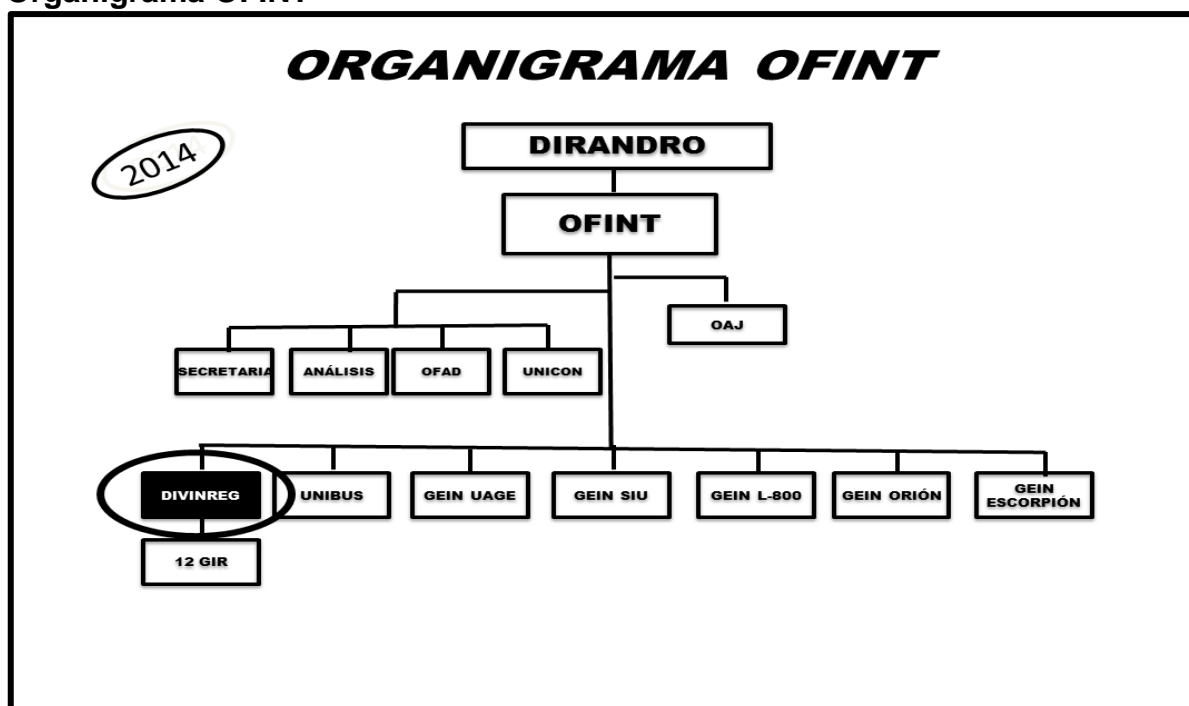 Organigrama OFINT
ORGANIGRAMA OFINT
2014
DIRANDRO
OFINT
OAJ
SECRETARIA ANÁLISIS OFAD UNICON
DIVINREG UNIBUS GEIN UAGE GEIN SIU GEIN L-800 GEIN ORIÓN GEIN
ESCORPIÓN
12 GIR